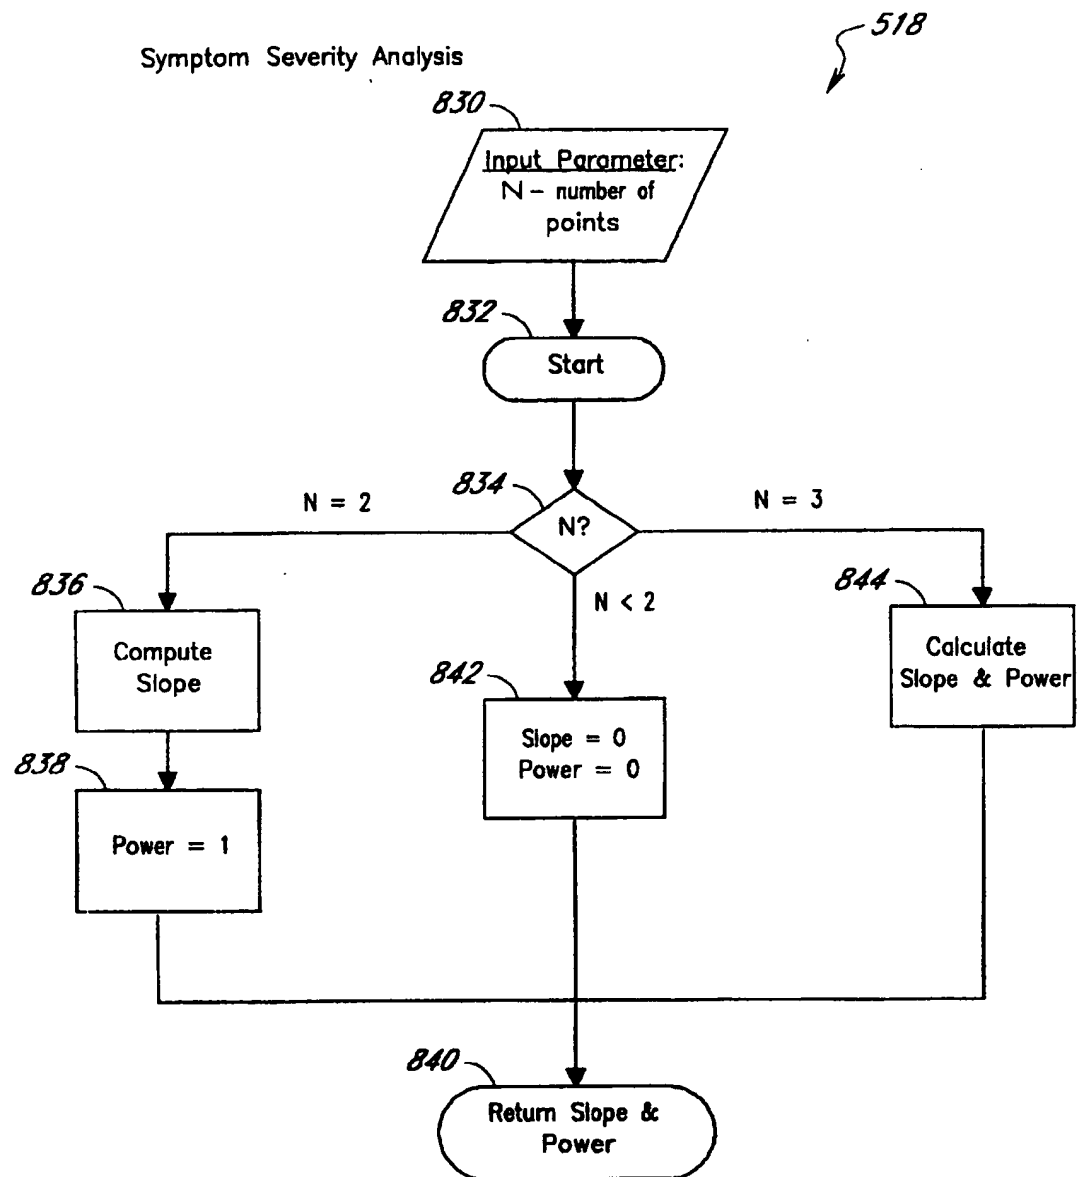 518
Symptom Severity Analysis
830
Input Parameter:
N - number of
points
832
Start
834
N?
N = 2
N = 3
N < 2
836
Compute
Slope
844
Calculate
Slope & Power
842
Slope = 0
Power = 0
838
Power = 1
840
Return Slope &
Power